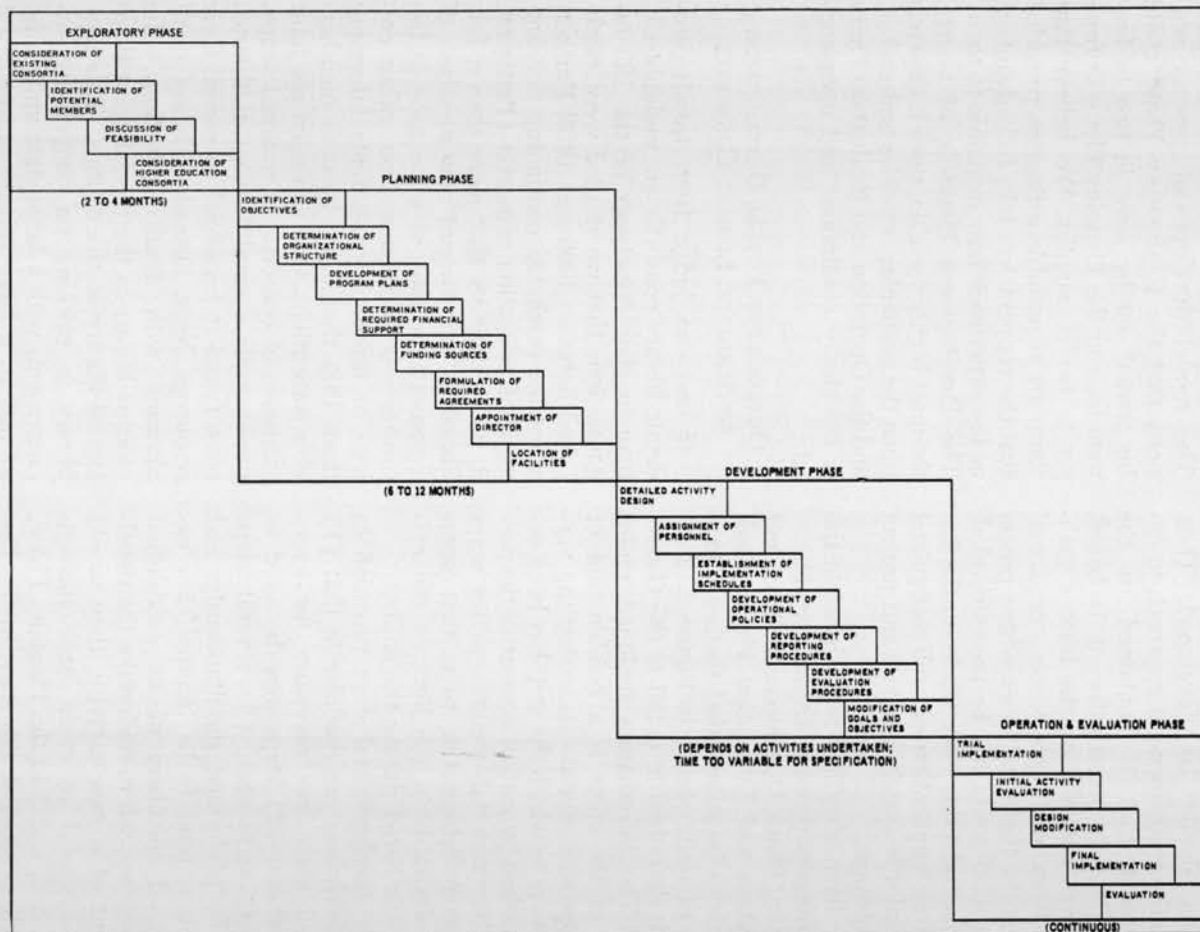 EXPLORATORY PHASE
CONSIDERATION OF
EXISTING
CONSORTIA
IDENTIFICATION OF
POTENTIAL
MEMBERS
DISCUSSION OF
FEASIBILITY
CONSIDERATION OF
HIGHER EDUCATION
CONSORTIA
(2 TO 4 MONTHS)
PLANNING PHASE
IDENTIFICATION OF
OBJECTIVES
DETERMINATION OF
ORGANIZATIONAL
STRUCTURE
DEVELOPMENT OF
PROGRAM PLANS
DETERMINATION OF
REQUIRED FINANCIAL
SUPPORT
DETERMINATION OF
FUNDING SOURCES
FORMULATION OF
REQUIRED
AGREEMENTS
APPOINTMENT OF
DIRECTOR
LOCATION OF
FACILITIES
(6 TO 12 MONTHS)
DEVELOPMENT PHASE
DETAILED ACTIVITY
DESIGN
ASSIGNMENT OF
PERSONNEL
ESTABLISHMENT OF
IMPLEMENTATION
SCHEDULES
DEVELOPMENT OF
OPERATIONAL
POLICIES
DEVELOPMENT OF
REPORTING
PROCEDURES
DEVELOPMENT OF
EVALUATION
PROCEDURES
MODIFICATION OF
GOALS AND
OBJECTIVES
(DEPENDS ON ACTIVITIES UNDERTAKEN;
TIME TOO VARIABLE FOR SPECIFICATION)
OPERATION & EVALUATION PHASE
TRIAL
IMPLEMENTATION
INITIAL ACTIVITY
EVALUATION
DESIGN
MODIFICATION
FINAL
IMPLEMENTATION
EVALUATION
(CONTINUOUS)